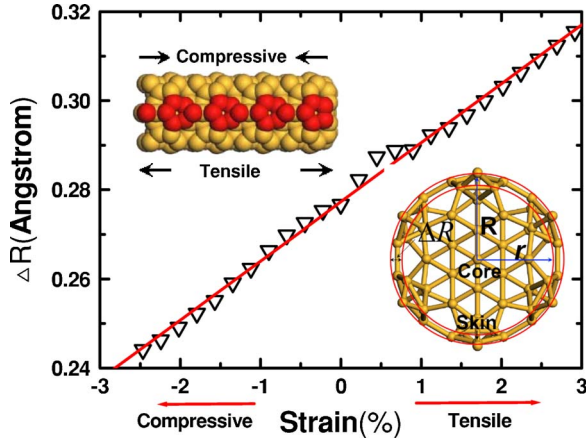 △R(Angstrom)
0.32
0.30
0.28
0.26
0.24
Compressive
Tensile
R
ΔR
r
Core
Skin
-3 -2 -1 0 1 2 3
Compressive Strain(%) Tensile